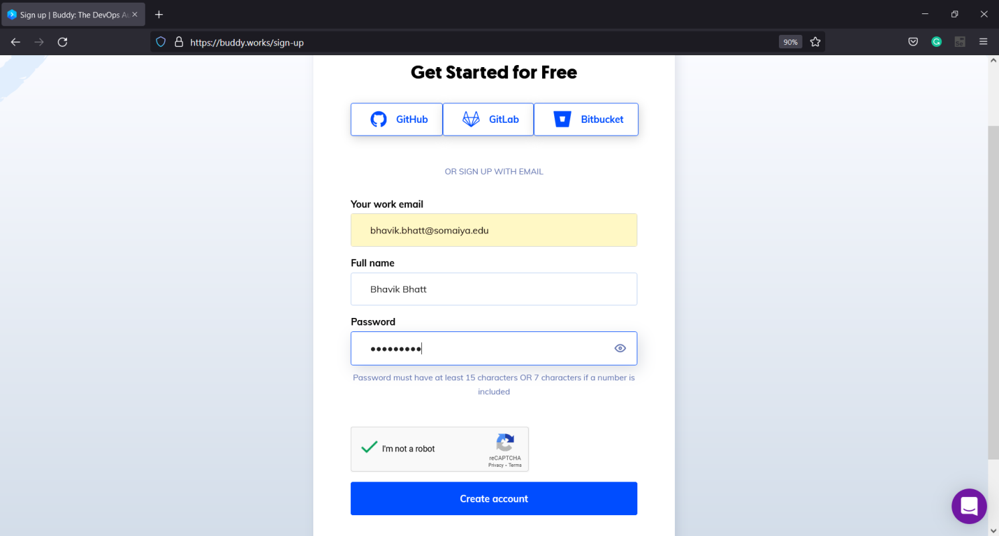 Sign up | Buddy: The DevOps Au
https://buddy.works/sign-up
90%
Get Started for Free
GitHub
GitLab
Bitbucket
OR SIGN UP WITH EMAIL
Your work email
bhavik.bhatt@somaiya.edu
Full name
Bhavik Bhatt
Password
•••••••••
Password must have at least 15 characters OR 7 characters if a number is
included
I'm not a robot
reCAPTCHA
Privacy - Terms
Create account